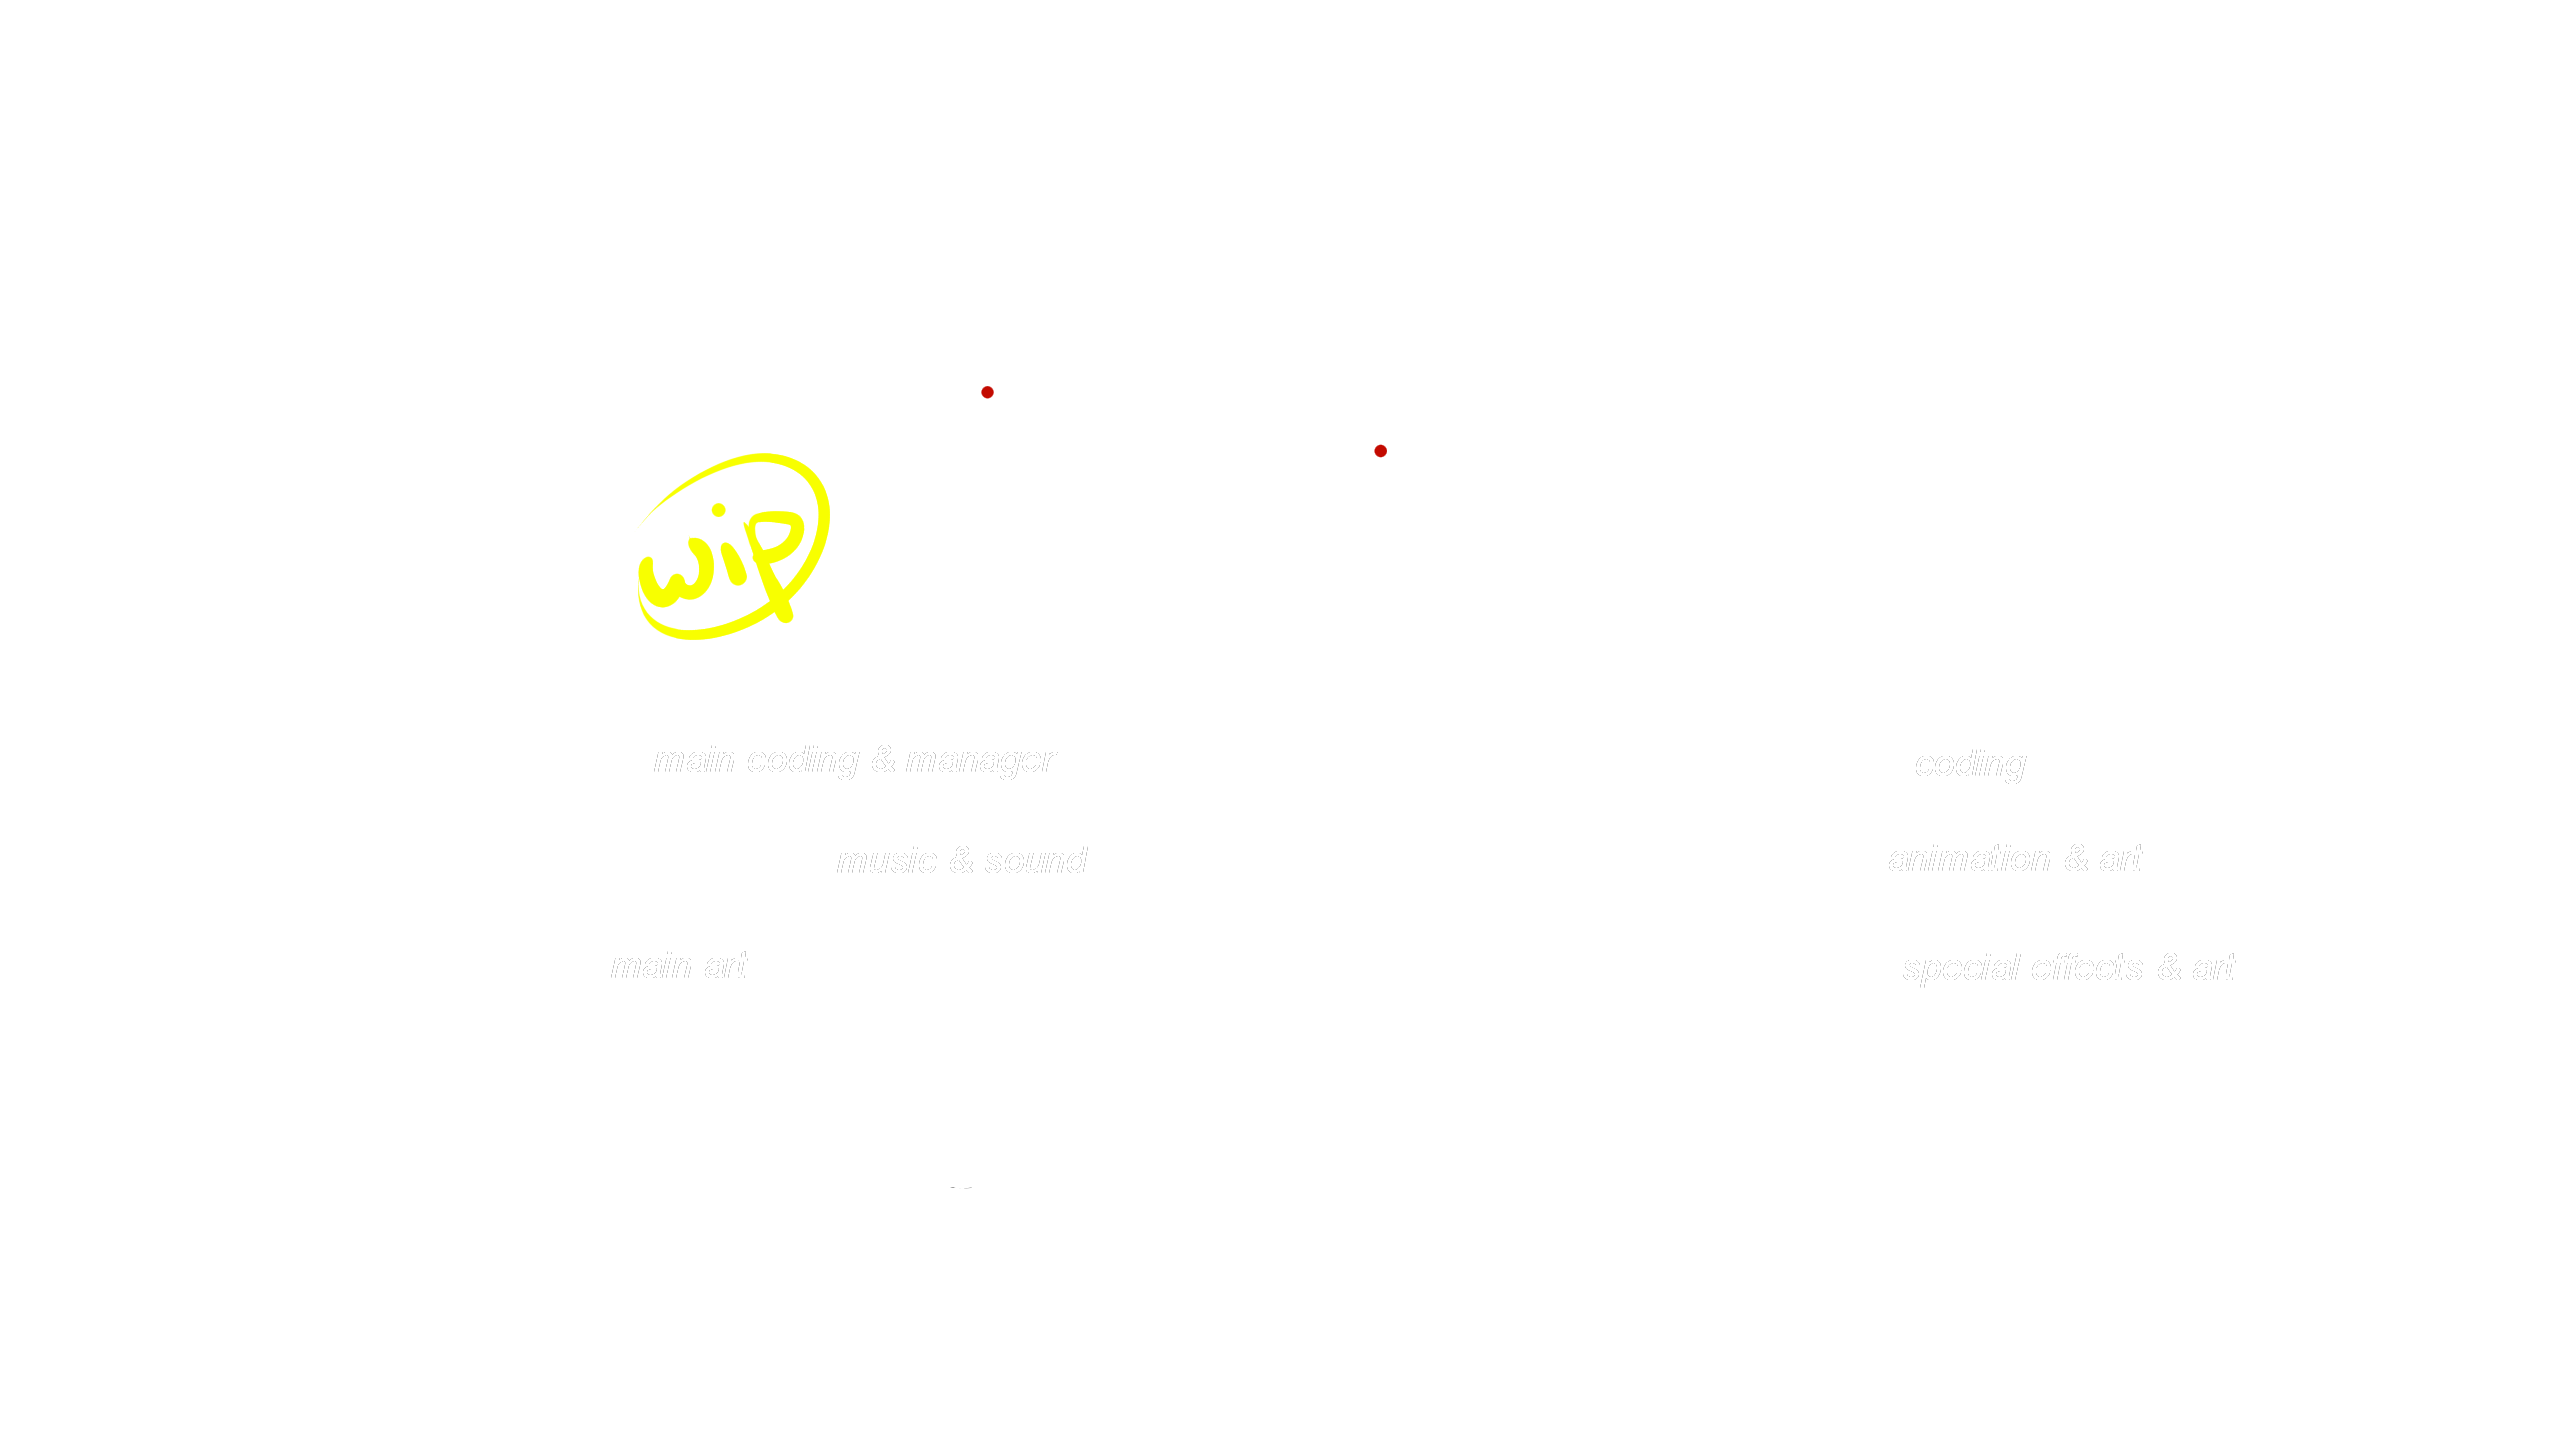 wip
main coding & manager
coding
music & sound
animation & art
main art
special effects & art